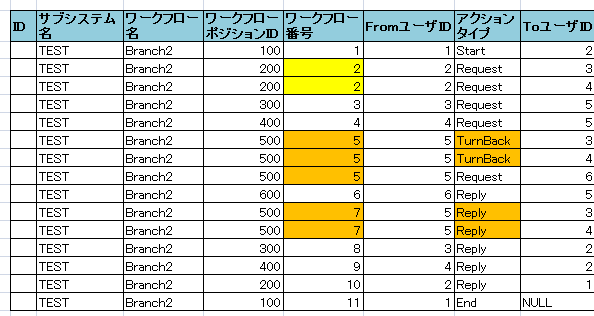 ID サブシステム名 ワークフロー名 ワークフローポジションID ワークフロー番号 FromユーザID アクションタイプ ToユーザID
TEST Branch2 100 1 1 Start 2
TEST Branch2 200 2 2 Request 3
TEST Branch2 200 2 2 Request 4
TEST Branch2 300 3 3 Request 5
TEST Branch2 400 4 4 Request 5
TEST Branch2 500 5 5 TurnBack 3
TEST Branch2 500 5 5 TurnBack 4
TEST Branch2 500 5 5 Request 6
TEST Branch2 600 6 6 Reply 5
TEST Branch2 500 7 5 Reply 3
TEST Branch2 500 7 5 Reply 4
TEST Branch2 300 8 3 Reply 2
TEST Branch2 400 9 4 Reply 2
TEST Branch2 200 10 2 Reply 1
TEST Branch2 100 11 1 End NULL